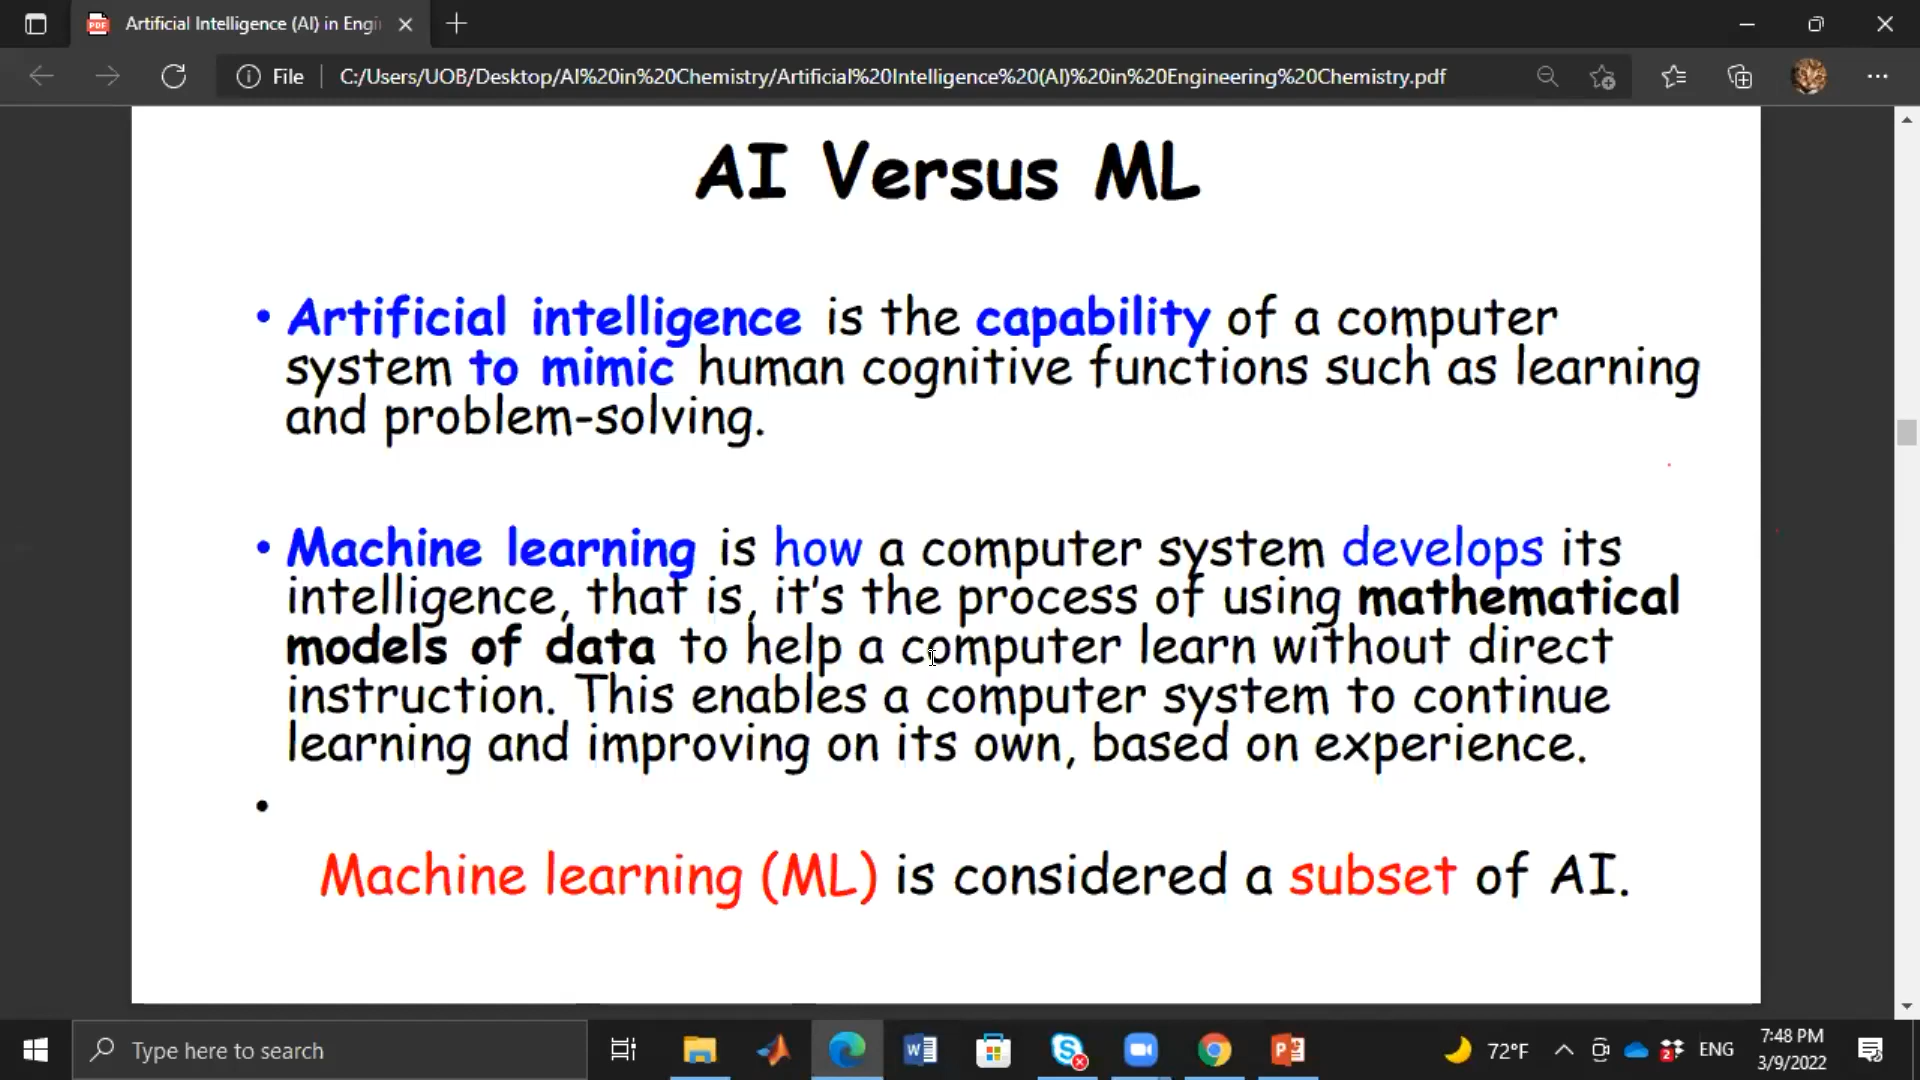 Artificial Intelligence (AI) in Engi
File
C:/Users/UOB/Desktop/AI%20in%20Chemistry/Artificial%20Intelligence%20(AI)%20in%20Engineering%20Chemistry.pdf
AI Versus ML
• Artificial intelligence is the capability of a computer
system to mimic human cognitive functions such as learning
and problem-solving.
• Machine learning is how a computer system develops its
intelligence, that is, it's the process of using mathematical
models of data to help a computer learn without direct
instruction. This enables a computer system to continue
learning and improving on its own, based on experience.
•
Machine learning (ML) is considered a subset of AI.
Type here to search
72°F
ENG
7:48 PM
3/9/2022